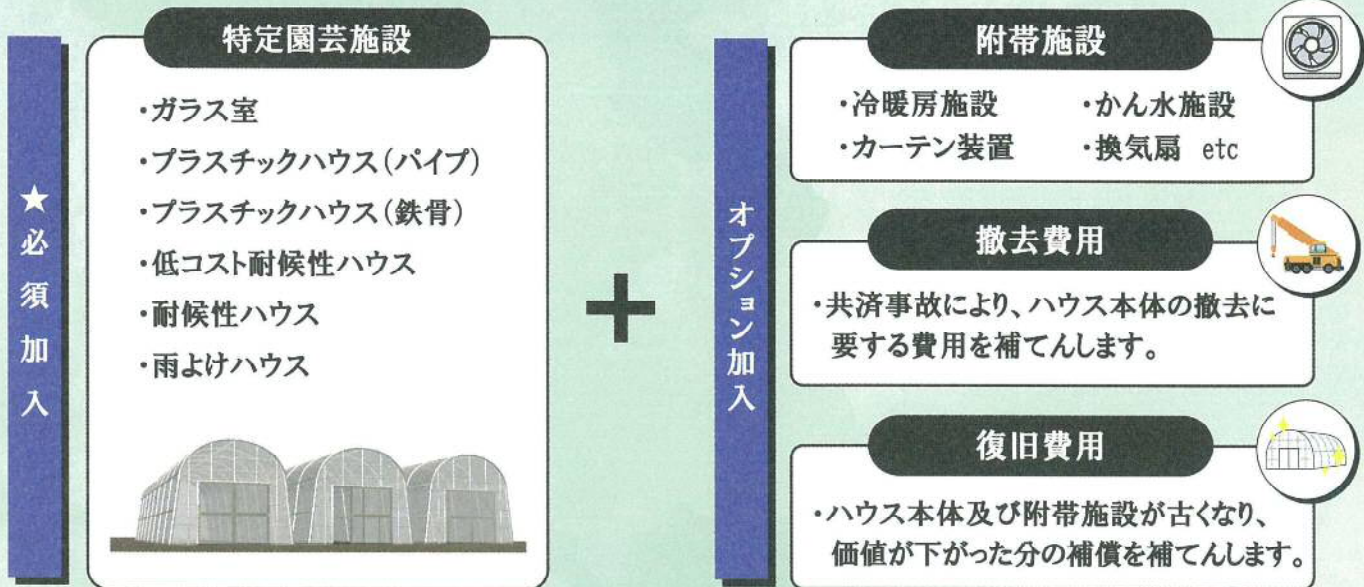 ★必須加入
特定園芸施設
・ガラス室
・プラスチックハウス(パイプ)
・プラスチックハウス(鉄骨)
・低コスト耐候性ハウス
・耐候性ハウス
・雨よけハウス
+
オプション加入
附帯施設
・冷暖房施設 ・かん水施設
・カーテン装置 ・換気扇 etc
撤去費用
・共済事故により、ハウス本体の撤去に
要する費用を補てんします。
復旧費用
・ハウス本体及び附帯施設が古くなり、
価値が下がった分の補償を補てんします。